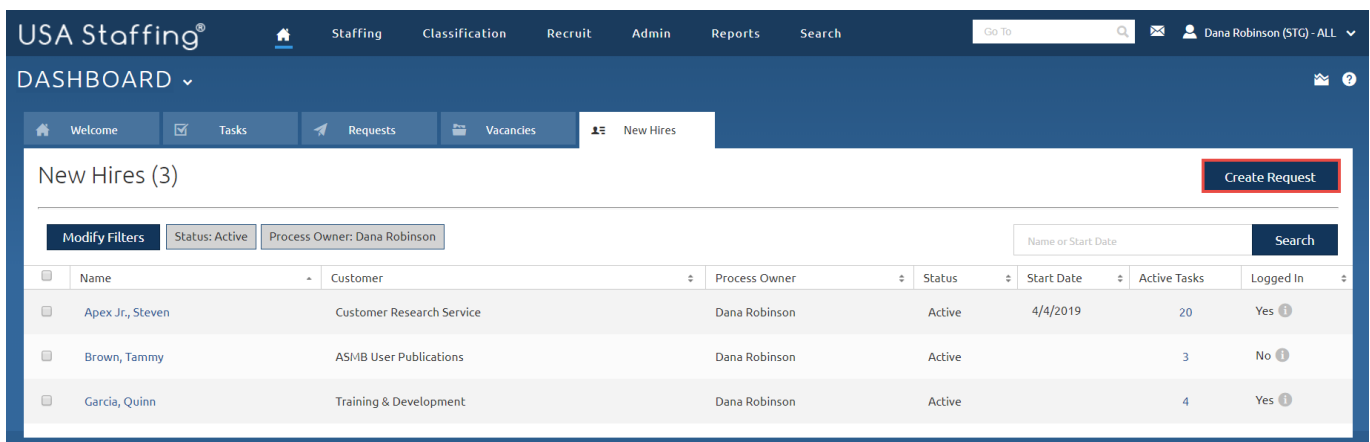 USA Staffing® Staffing Classification Recruit Admin Reports Search Go To Dana Robinson (STG) - ALL
DASHBOARD ?
Welcome Tasks Requests Vacancies New Hires
New Hires (3) Create Request
Modify Filters Status: Active Process Owner: Dana Robinson Name or Start Date Search
Name Customer Process Owner Status Start Date Active Tasks Logged In
Apex Jr., Steven Customer Research Service Dana Robinson Active 4/4/2019 20 Yes i
Brown, Tammy ASMB User Publications Dana Robinson Active 3 No i
Garcia, Quinn Training & Development Dana Robinson Active 4 Yes i